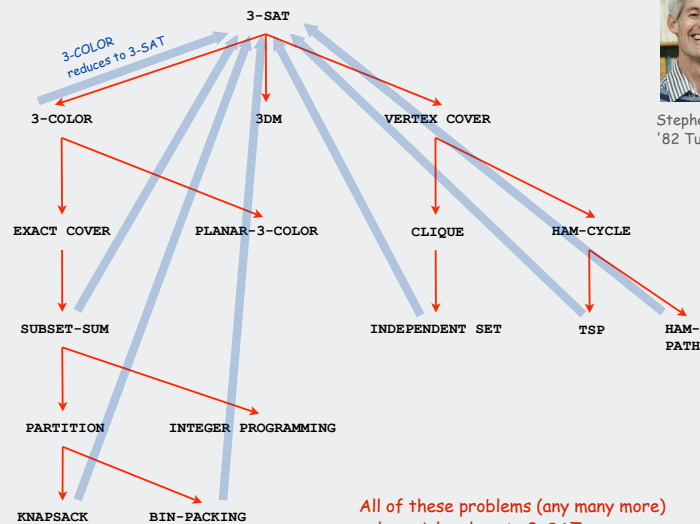 3-SAT
3-COLOR
reduces to 3-SAT
3-COLOR
3DM
VERTEX COVER
'82
EXACT COVER
PLANAR-3-COLOR
CLIQUE
HAM-CYCLE
SUBSET-SUM
INDEPENDENT SET
TSP
HAM-
PATH
PARTITION
INTEGER PROGRAMMING
All of these problems (any many more)
KNAPSACK
BIN-PACKING